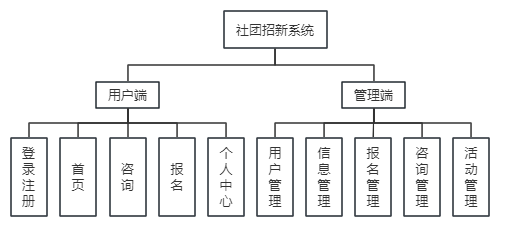 社团招新系统
用户端
管理端
登录注册
首页
咨询
报名
个人中心
用户管理
信息管理
报名管理
咨询管理
活动管理